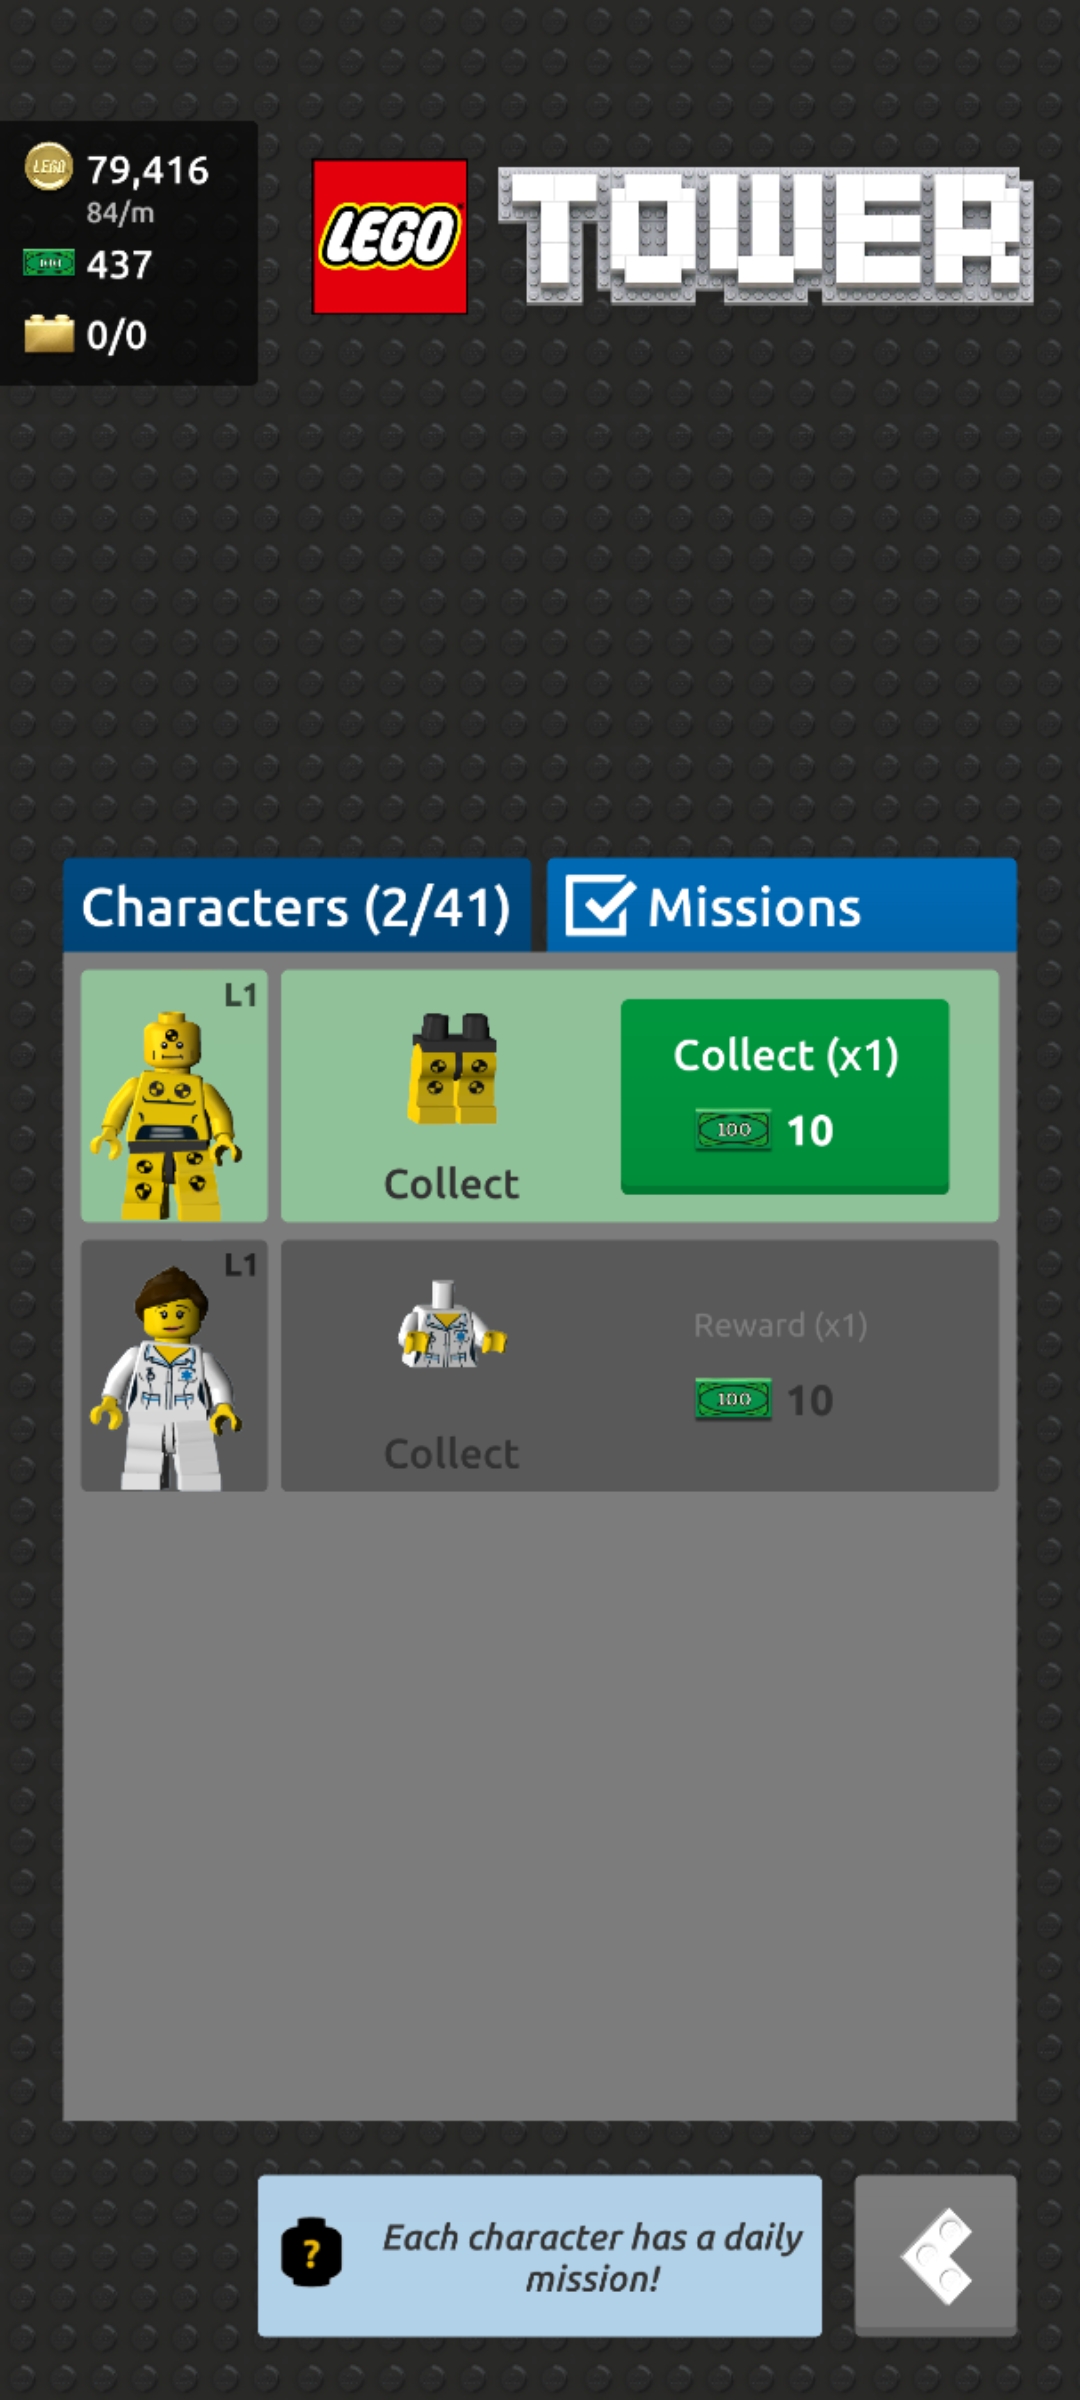 79,416
84/m
437
0/0
LEGO
TOWER
Characters (2/41)
Missions
L1
Collect
Collect (x1)
100
10
L1
Collect
Reward (x1)
100
10
?
Each character has a daily
mission!